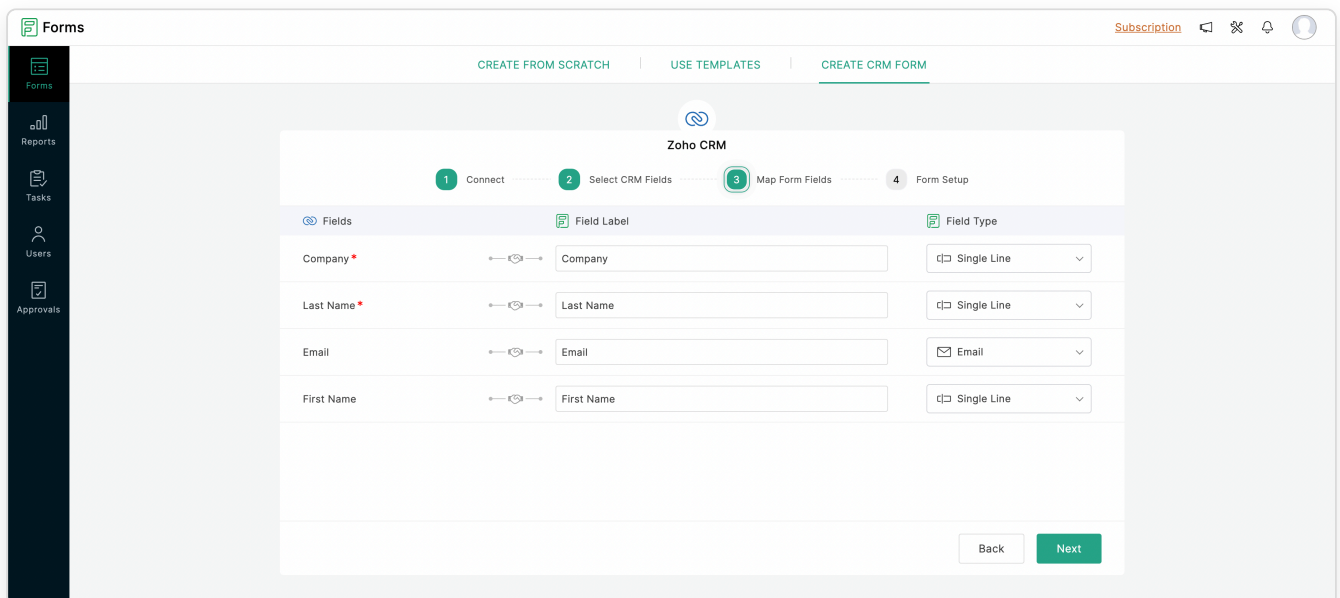 Forms
Subscription
Forms
Reports
Tasks
Users
Approvals
CREATE FROM SCRATCH USE TEMPLATES CREATE CRM FORM
Zoho CRM
1 Connect 2 Select CRM Fields 3 Map Form Fields 4 Form Setup
Fields Field Label Field Type
Company* Company Single Line
Last Name* Last Name Single Line
Email Email Email
First Name First Name Single Line
Back Next